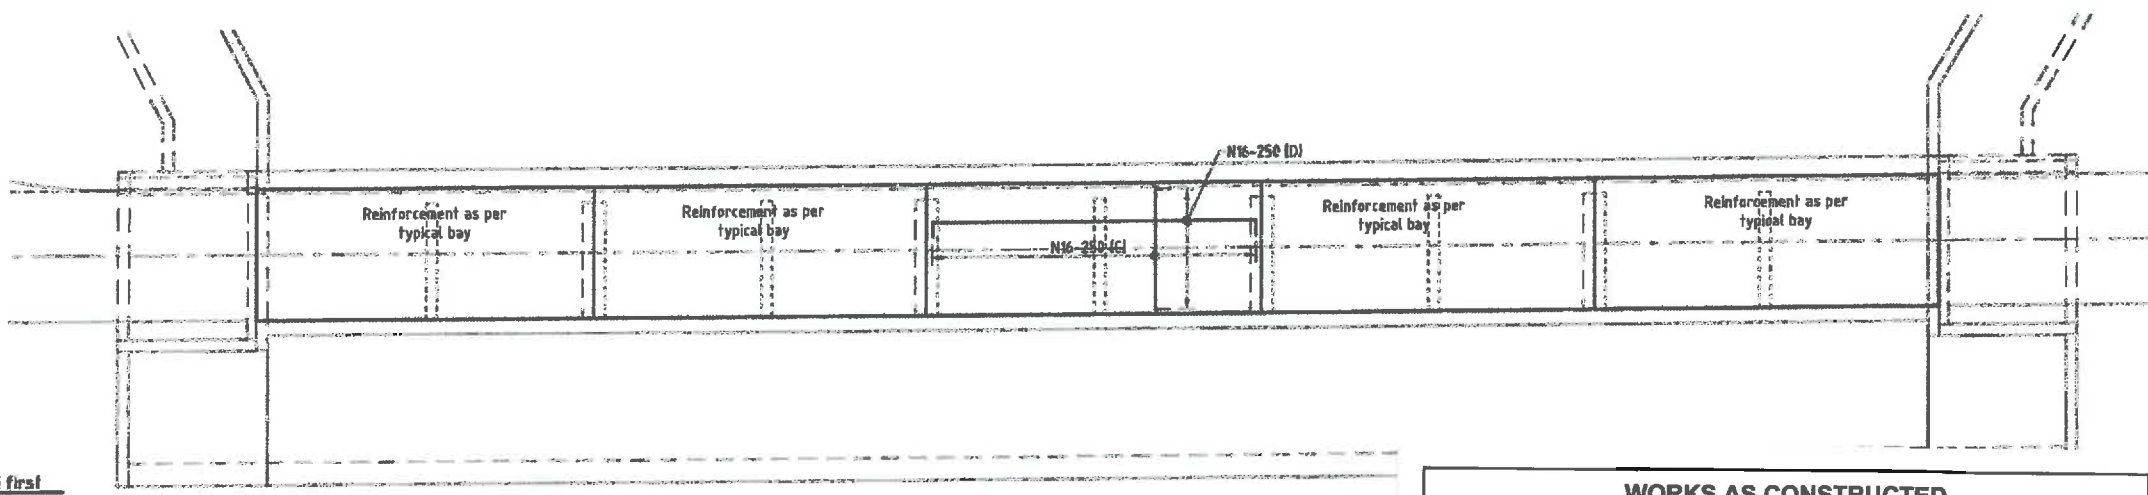 N16-250 (D)
Reinforcement as per
typical bay
Reinforcement as per
typical bay
N16-250 (C)
Reinforcement as per
typical bay
Reinforcement as per
typical bay
first
WORKS AS CONSTRUCTED